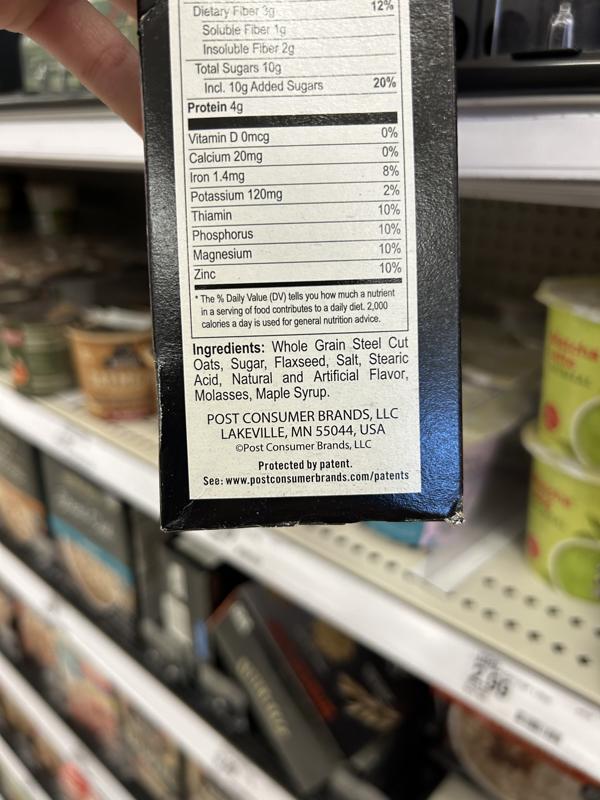 Dietary Fiber 3g 12%
Soluble Fiber 1g
Insoluble Fiber 2g
Total Sugars 10g
Incl. 10g Added Sugars 20%
Protein 4g
Vitamin D 0mcg 0%
Calcium 20mg 0%
Iron 1.4mg 8%
Potassium 120mg 2%
Thiamin 10%
Phosphorus 10%
Magnesium 10%
Zinc 10%
* The % Daily Value (DV) tells you how much a nutrient
in a serving of food contributes to a daily diet. 2,000
calories a day is used for general nutrition advice.
Ingredients: Whole Grain Steel Cut
Oats, Sugar, Flaxseed, Salt, Stearic
Acid, Natural and Artificial Flavor,
Molasses, Maple Syrup.
POST CONSUMER BRANDS, LLC
LAKEVILLE, MN 55044, USA
©Post Consumer Brands, LLC
Protected by patent.
See: www.postconsumerbrands.com/patents